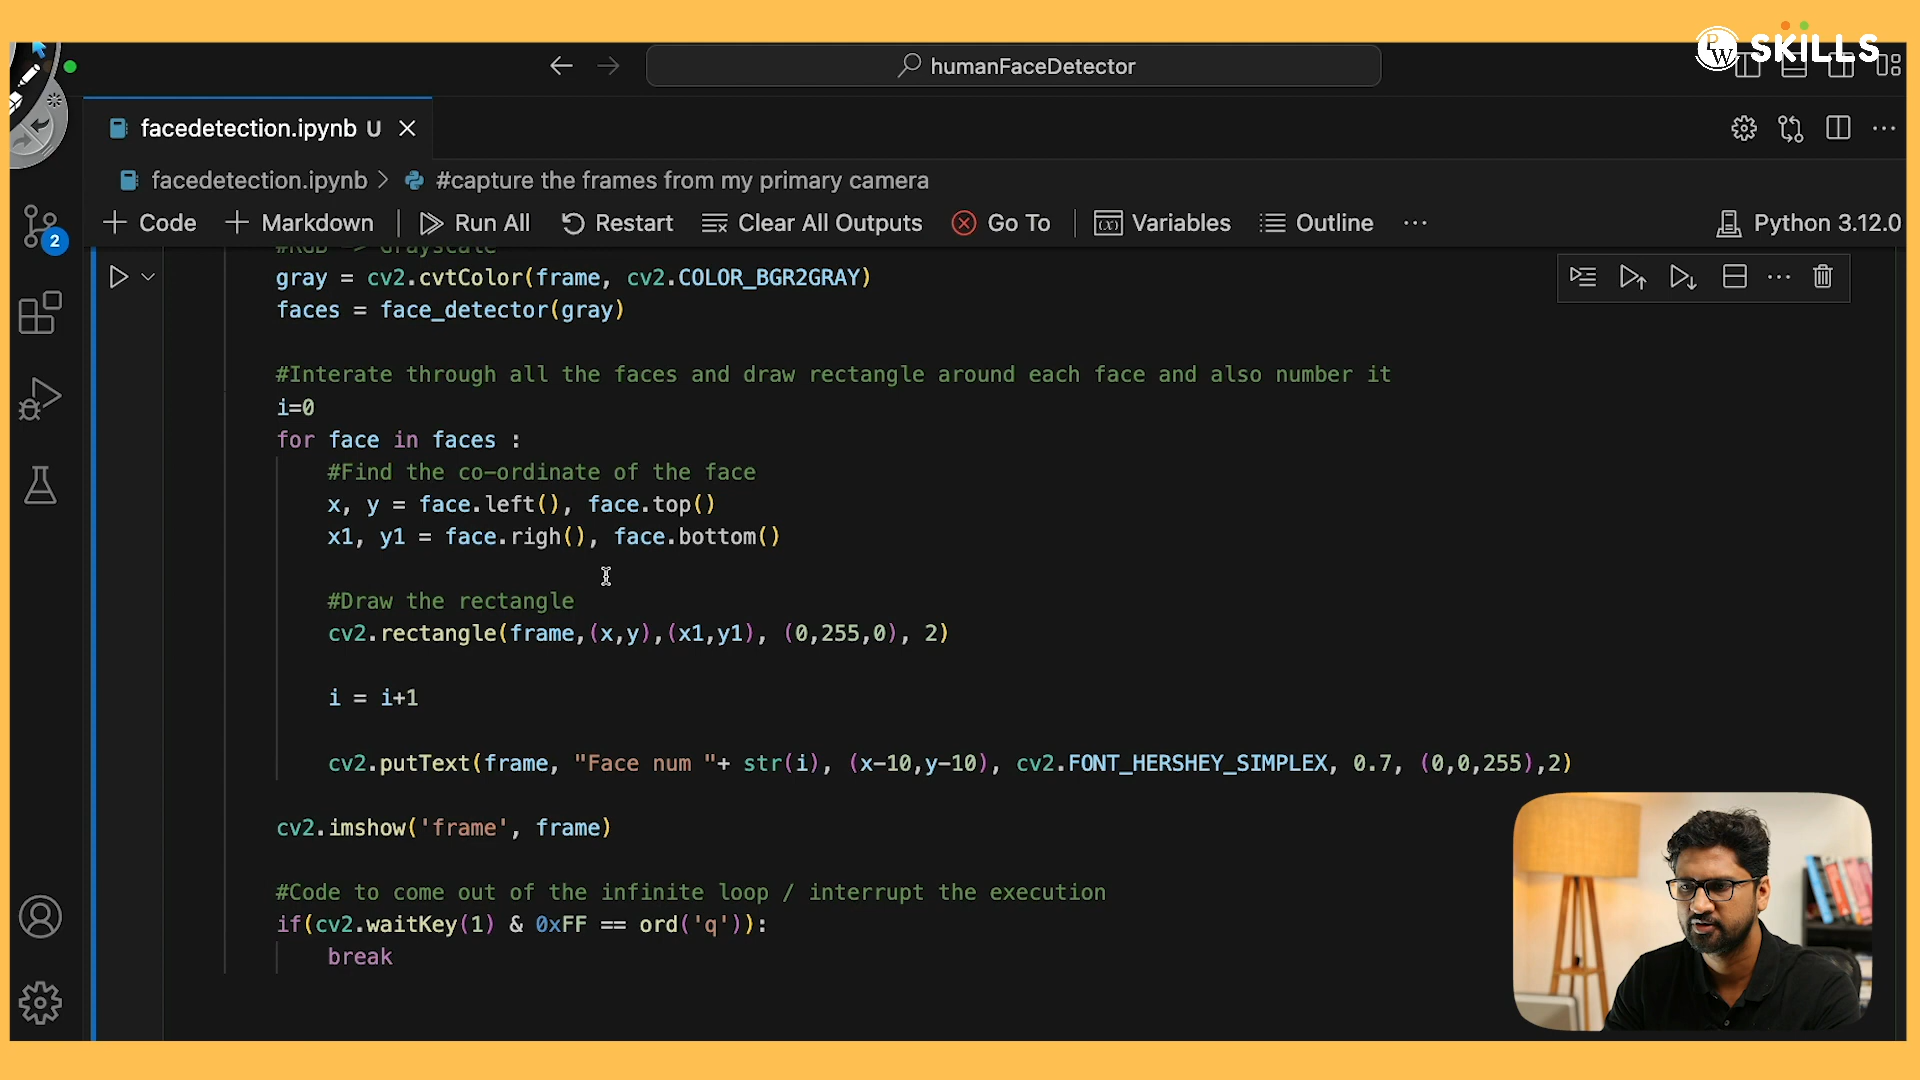 PW SKILLS
humanFaceDetector
facedetection.ipynb U
facedetection.ipynb > #capture the frames from my primary camera
+ Code + Markdown Run All Restart Clear All Outputs Go To Variables Outline ... Python 3.12.0
2
#RGB -> Grayscale
gray = cv2.cvtColor(frame, cv2.COLOR_BGR2GRAY)
faces = face_detector(gray)
#Interate through all the faces and draw rectangle around each face and also number it
i=0
for face in faces :
#Find the co-ordinate of the face
x, y = face.left(), face.top()
x1, y1 = face.righ(), face.bottom()
#Draw the rectangle
cv2.rectangle(frame,(x,y),(x1,y1), (0,255,0), 2)
i = i+1
cv2.putText(frame, "Face num "+ str(i), (x-10,y-10), cv2.FONT_HERSHEY_SIMPLEX, 0.7, (0,0,255),2)
cv2.imshow('frame', frame)
#Code to come out of the infinite loop / interrupt the execution
if(cv2.waitKey(1) & 0xFF == ord('q')):
break